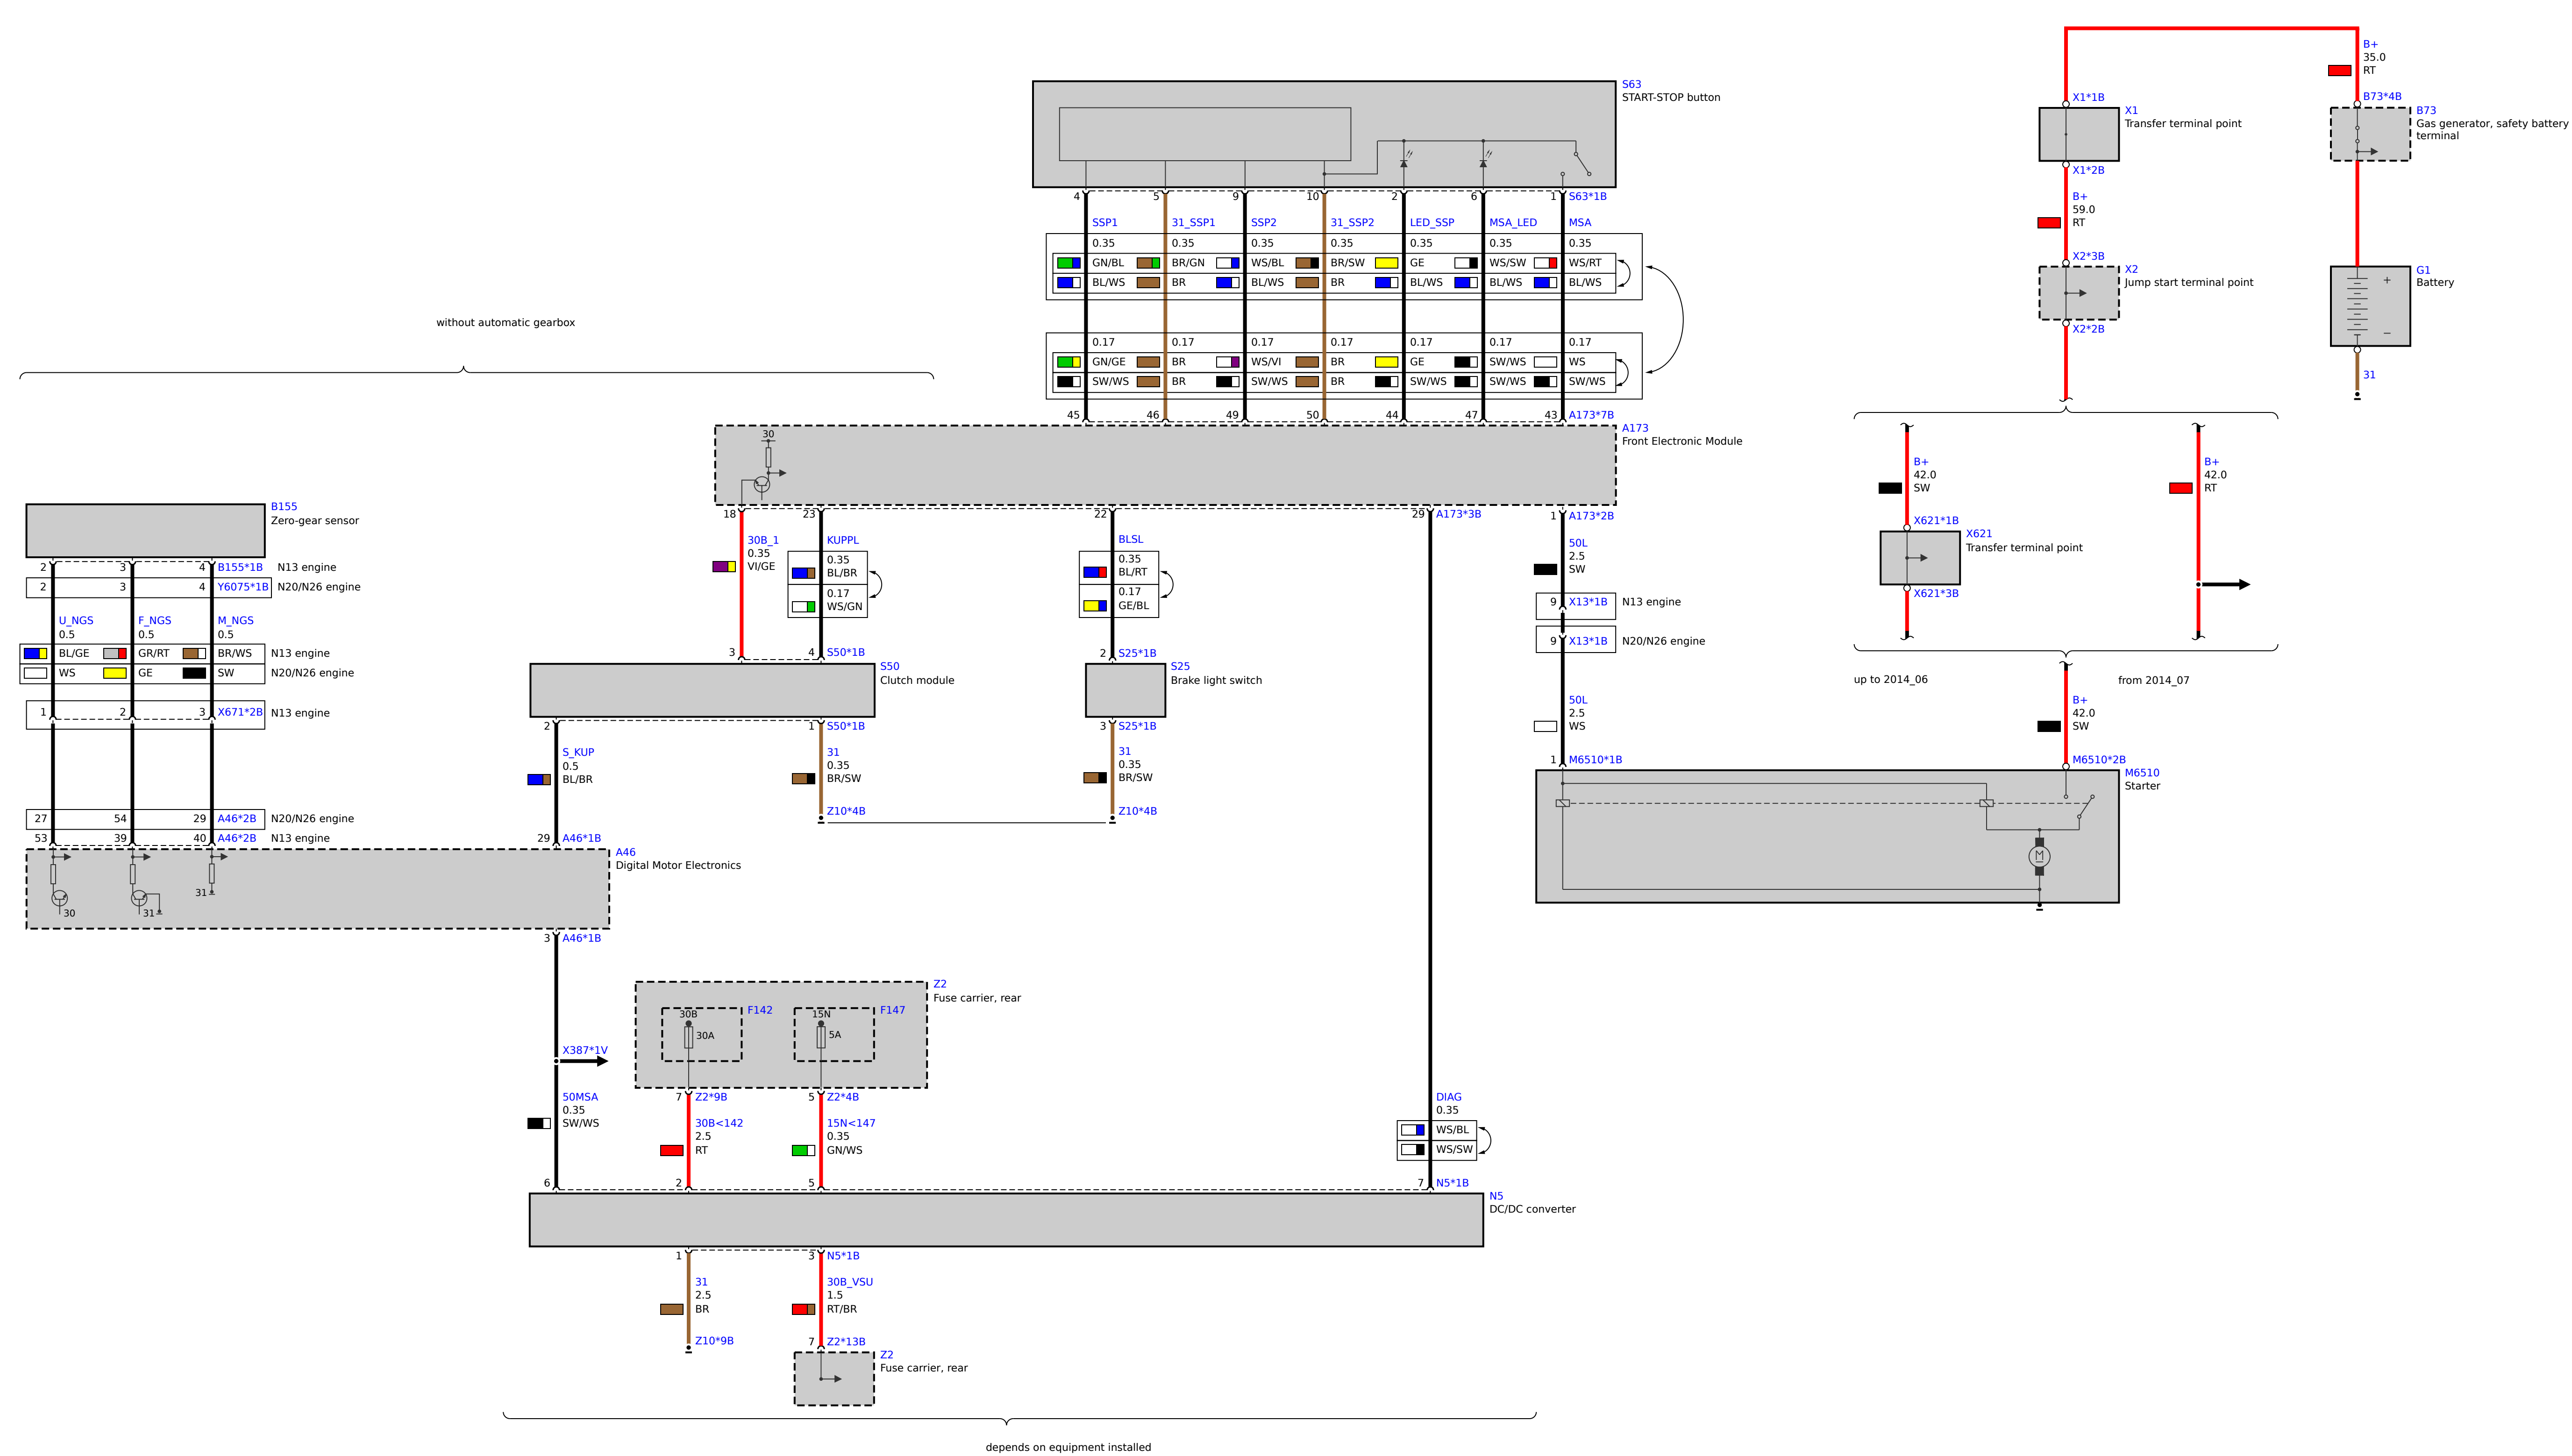 B+
35.0
RT
S63
START-STOP button
X1*1B
B73*4B
X1
Transfer terminal point
B73
Gas generator, safety battery
terminal
X1*2B
4 5 9 10 2 6 1 S63*1B
B+
59.0
RT
SSP1 31_SSP1 SSP2 31_SSP2 LED_SSP MSA_LED MSA
0.35 0.35 0.35 0.35 0.35 0.35 0.35
GN/BL BR/GN WS/BL BR/SW GE WS/SW WS/RT
BL/WS BR BL/WS BR BL/WS BL/WS BL/WS
X2*3B
X2
Jump start terminal point
G1
Battery
+
−
X2*2B
without automatic gearbox
0.17 0.17 0.17 0.17 0.17 0.17 0.17
GN/GE BR WS/VI BR GE SW/WS WS
SW/WS BR SW/WS BR SW/WS SW/WS SW/WS
31
45 46 49 50 44 47 43 A173*7B
A173
Front Electronic Module
30
B+
42.0
SW
B+
42.0
RT
B155
Zero-gear sensor
18 23 22 29 A173*3B 1 A173*2B
X621*1B
X621
Transfer terminal point
30B_1
0.35
VI/GE
KUPPL
0.35
BL/BR
0.17
WS/GN
BLSL
0.35
BL/RT
0.17
GE/BL
50L
2.5
SW
2 3 4 B155*1B N13 engine
2 3 4 Y6075*1B N20/N26 engine
X621*3B
9 X13*1B N13 engine
9 X13*1B N20/N26 engine
U_NGS F_NGS M_NGS
0.5 0.5 0.5
BL/GE GR/RT BR/WS N13 engine
WS GE SW N20/N26 engine
3 4 S50*1B
2 S25*1B
S50
Clutch module
S25
Brake light switch
up to 2014_06
from 2014_07
1 2 3 X671*2B N13 engine
2 1 S50*1B
3 S25*1B
50L
2.5
WS
B+
42.0
SW
S_KUP
0.5
BL/BR
31
0.35
BR/SW
31
0.35
BR/SW
1 M6510*1B
M6510*2B
M6510
Starter
M
Z10*4B
Z10*4B
27 54 29 A46*2B N20/N26 engine
53 39 40 A46*2B N13 engine
29 A46*1B
A46
Digital Motor Electronics
30
31
31
3 A46*1B
Z2
Fuse carrier, rear
30B
30A
F142
15N
5A
F147
X387*1V
50MSA
0.35
SW/WS
7 Z2*9B
5 Z2*4B
30B<142
2.5
RT
15N<147
0.35
GN/WS
DIAG
0.35
WS/BL
WS/SW
6 2 5 7 N5*1B
N5
DC/DC converter
1 3 N5*1B
31
2.5
BR
30B_VSU
1.5
RT/BR
Z10*9B
7 Z2*13B
Z2
Fuse carrier, rear
depends on equipment installed